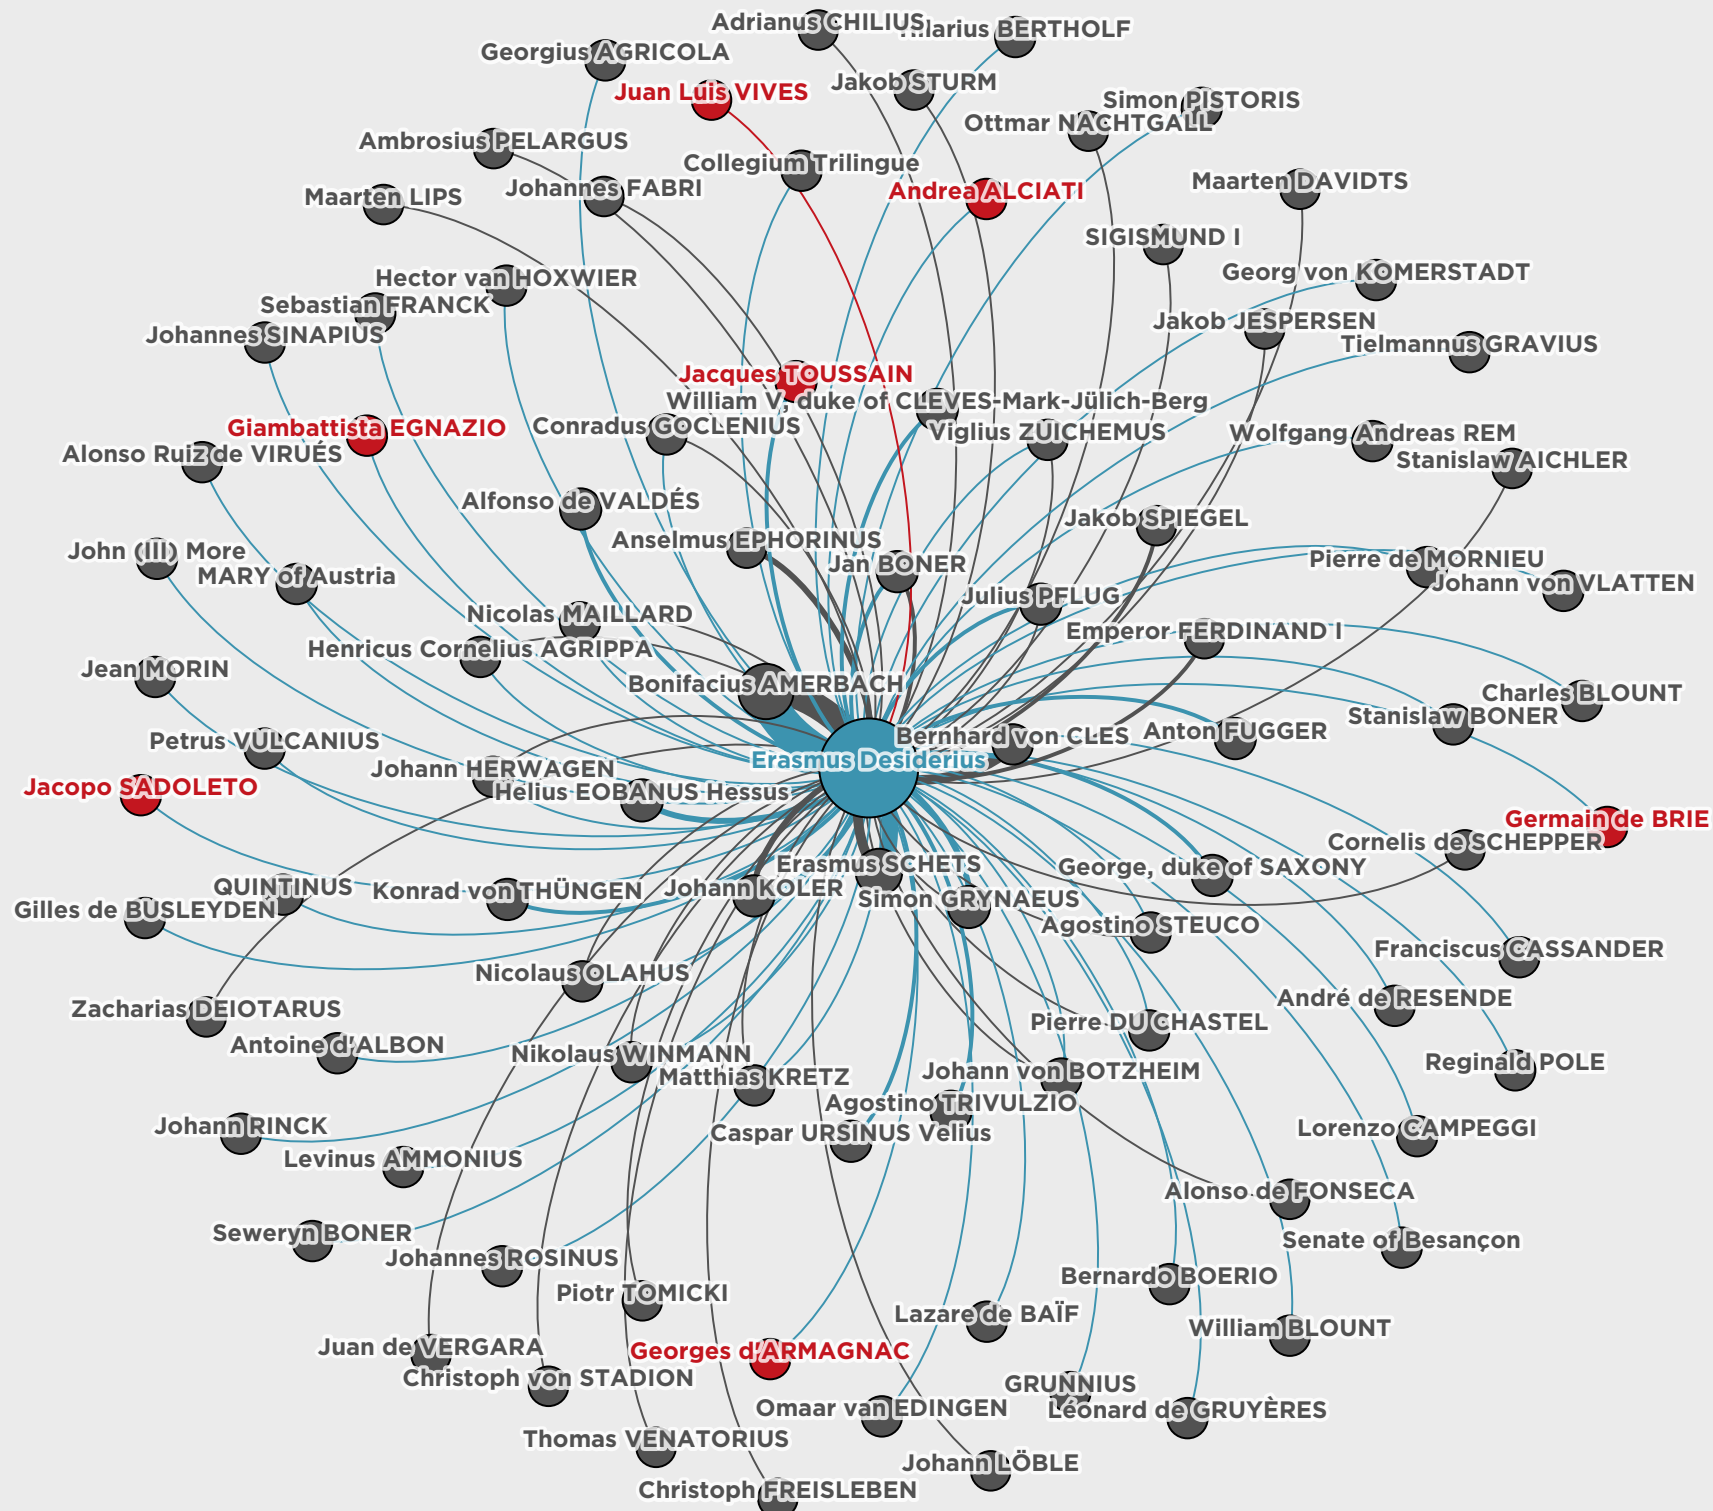 Adrianus CHILIUS
Hilarius BERTHOLF
Georgius AGRICOLA
Jakob STURM
Juan Luis VIVES
Simon PISTORIS
Ottmar NACHTGALL
Ambrosius PELARGUS
Collegium Trilingue
Maarten DAVIDTS
Johannes FABRI
Andrea ALCIATI
Maarten LIPS
SIGISMUND I
Georg von KOMERSTADT
Hector van HOXWIER
Sebastian FRANCK
Jakob JESPERSEN
Johannes SINAPIUS
Tielmannus GRAVIUS
Jacques TOUSSAIN
William V, duke of CLEVES-Mark-Jülich-Berg
Giambattista EGNAZIO
Conradus GOCLENIUS
Viglius ZUICHEMUS
Wolfgang Andreas REM
Alonso Ruiz de VIRUÉS
Stanislaw AICHLER
Alfonso de VALDÉS
Jakob SPIEGEL
Anselmus EPHORINUS
John (III) More
Jan BONER
Pierre de MORNIEU
MARY of Austria
Johann von VLATTEN
Julius PFLUG
Nicolas MAILLARD
Emperor FERDINAND I
Henricus Cornelius AGRIPPA
Jean MORIN
Bonifacius AMERBACH
Charles BLOUNT
Stanislaw BONER
Anton FUGGER
Bernhard von CLES
Petrus VULCANIUS
Erasmus Desiderius
Johann HERWAGEN
Jacopo SADOLETO
Helius EOBANUS Hessus
Germain de BRIE
Cornelis de SCHEPPER
Erasmus SCHETS
George, duke of SAXONY
QUINTINUS
Konrad von THÜNGEN
Johann KOLER
Simon GRYNAEUS
Gilles de BUSLEYDEN
Agostino STEUCO
Franciscus CASSANDER
Nicolaus OLAHUS
André de RESENDE
Zacharias DEIOTARUS
Pierre DU CHASTEL
Antoine d'ALBON
Nikolaus WINMANN
Reginald POLE
Johann von BOTZHEIM
Matthias KRETZ
Agostino TRIVULZIO
Johann RINCK
Lorenzo CAMPEGGI
Caspar URSINUS Velius
Levinus AMMONIUS
Alonso de FONSECA
Seweryn BONER
Senate of Besançon
Johannes ROSINUS
Bernardo BOERIO
Piotr TOMICKI
Lazare de BAÏF
William BLOUNT
Juan de VERGARA
Georges d'ARMAGNAC
Christoph von STADION
GRUNNIUS
Omaar van EDINGEN
Léonard de GRUYÈRES
Thomas VENATORIUS
Johann LÖBLE
Christoph FREISLEBEN